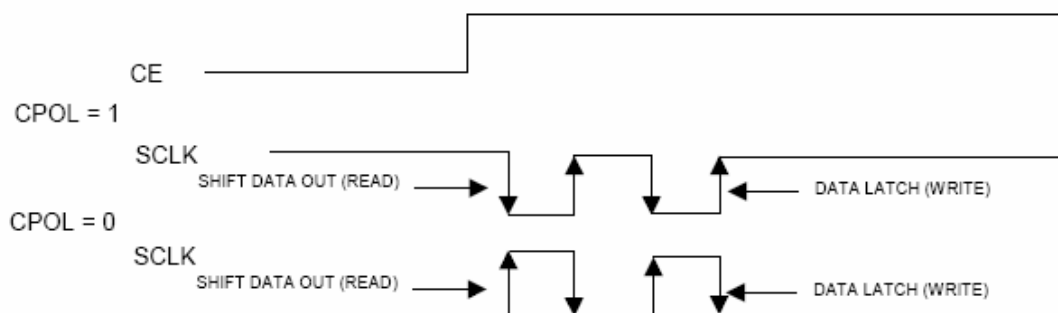 CE
CPOL = 1
SCLK
SHIFT DATA OUT (READ)
DATA LATCH (WRITE)
CPOL = 0
SCLK
SHIFT DATA OUT (READ)
DATA LATCH (WRITE)